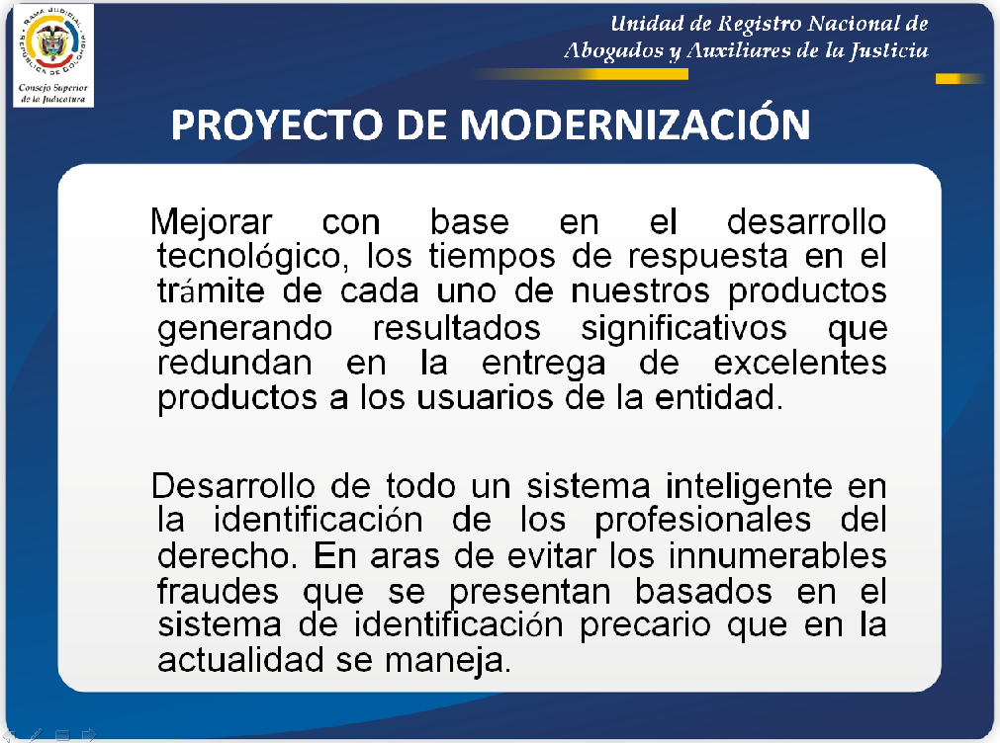 RAMA JUDICIAL
REPÚBLICA DE COLOMBIA
Consejo Superior
de la Judicatura
Unidad de Registro Nacional de
Abogados y Auxiliares de la Justicia
PROYECTO DE MODERNIZACIÓN
Mejorar con base en el desarrollo
tecnológico, los tiempos de respuesta en el
trámite de cada uno de nuestros productos
generando resultados significativos que
redundan en la entrega de excelentes
productos a los usuarios de la entidad.
Desarrollo de todo un sistema inteligente en
la identificación de los profesionales del
derecho. En aras de evitar los innumerables
fraudes que se presentan basados en el
sistema de identificación precario que en la
actualidad se maneja.